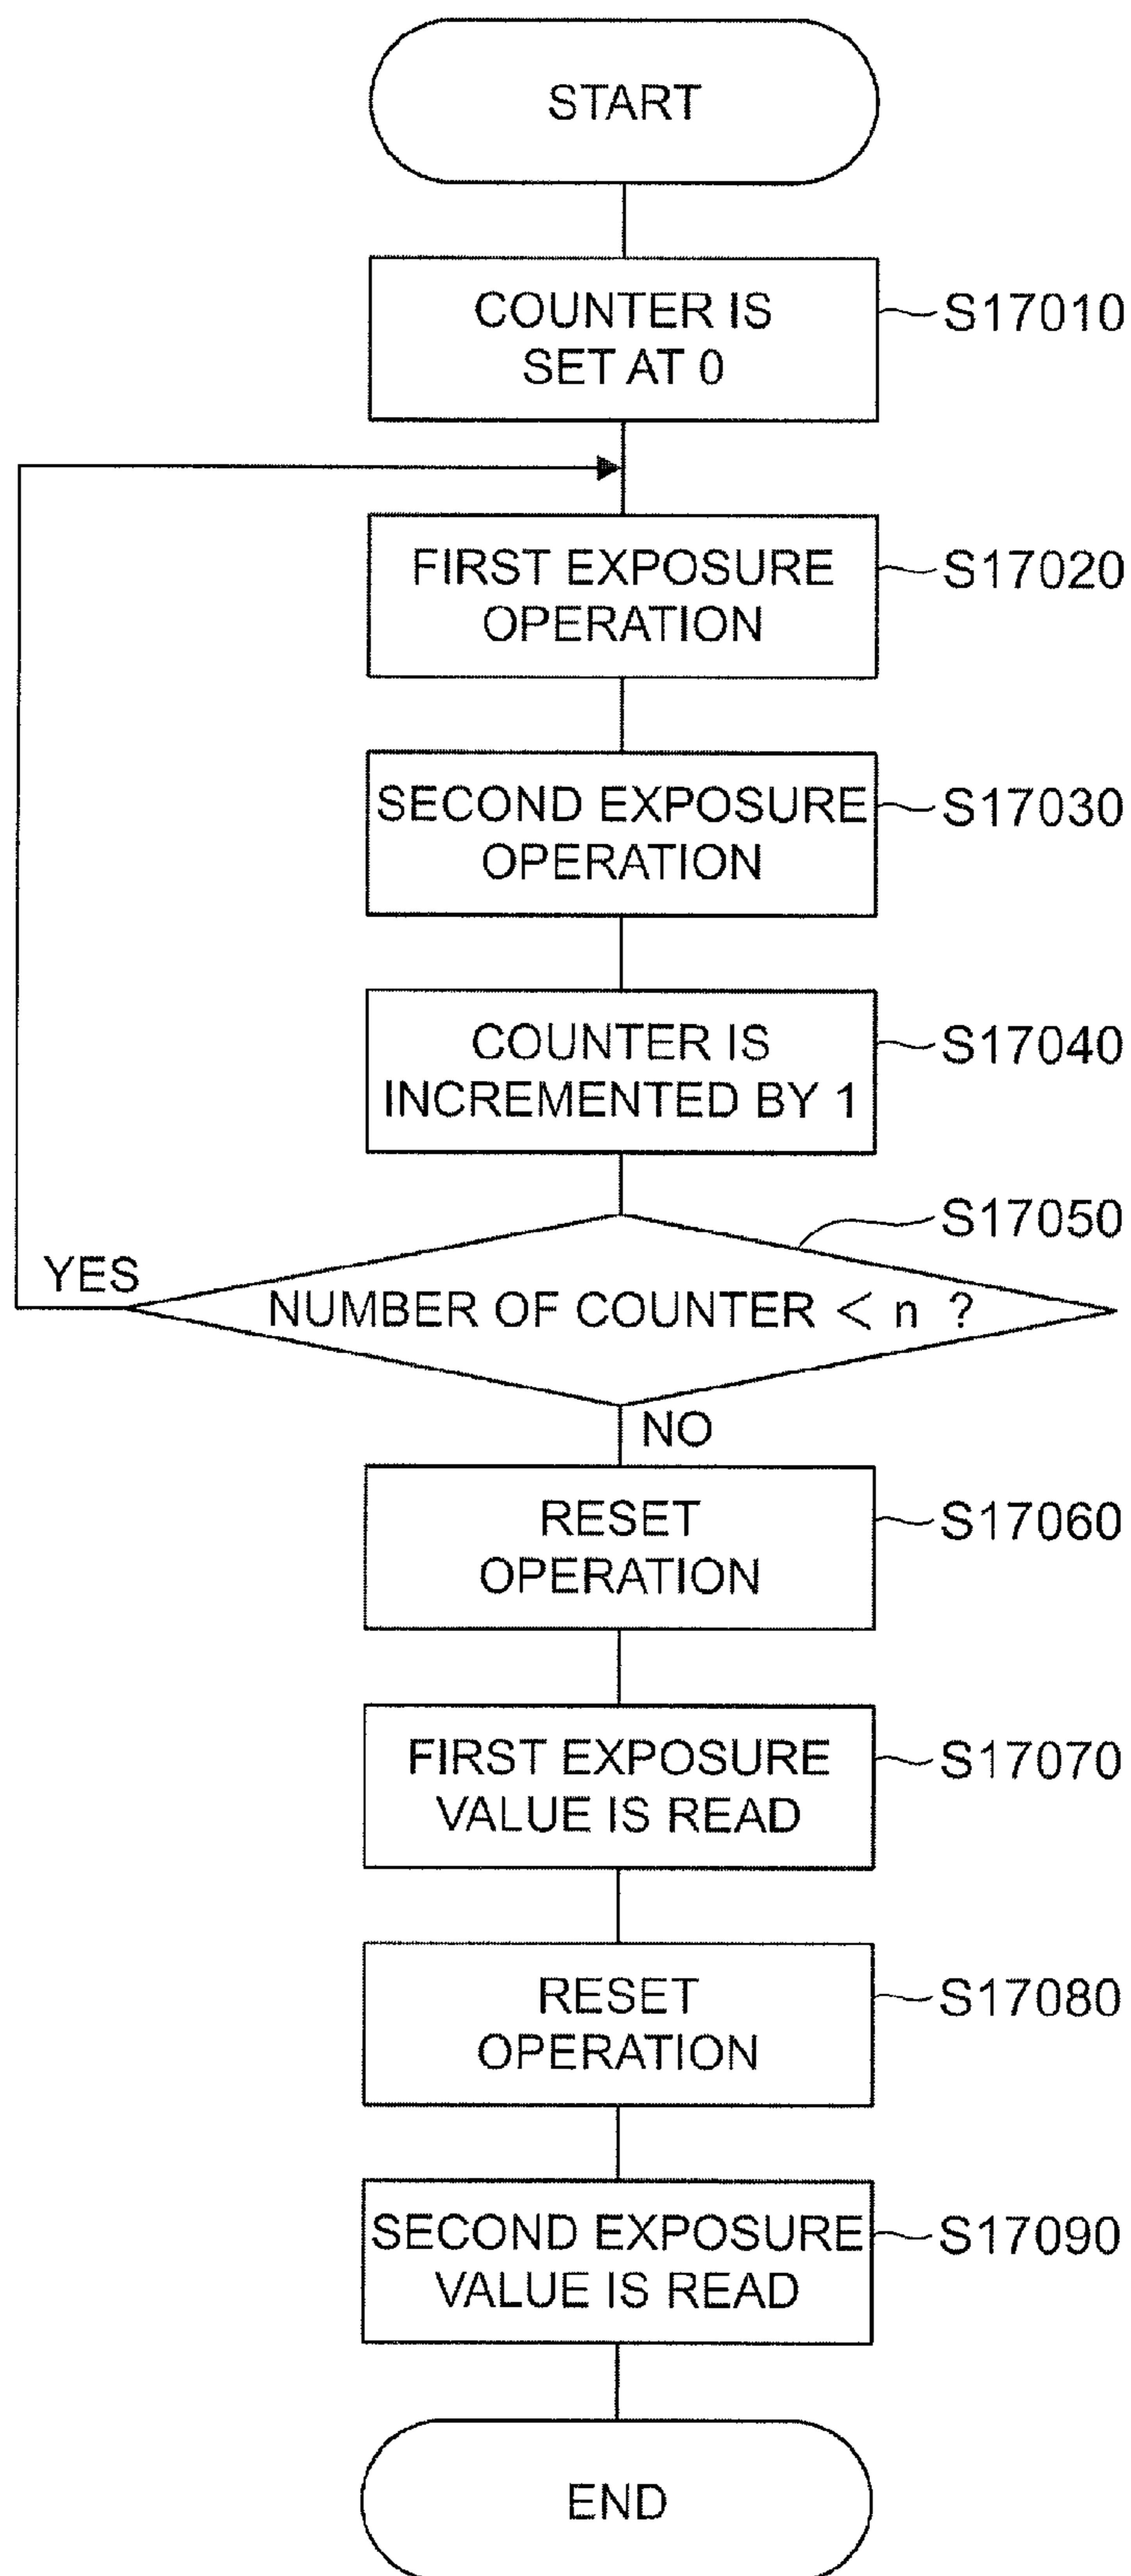 START
COUNTER IS
SET AT 0
S17010
FIRST EXPOSURE
OPERATION
S17020
SECOND EXPOSURE
OPERATION
S17030
COUNTER IS
INCREMENTED BY 1
S17040
S17050
YES
NUMBER OF COUNTER < n ?
NO
RESET
OPERATION
S17060
FIRST EXPOSURE
VALUE IS READ
S17070
RESET
OPERATION
S17080
SECOND EXPOSURE
VALUE IS READ
S17090
END